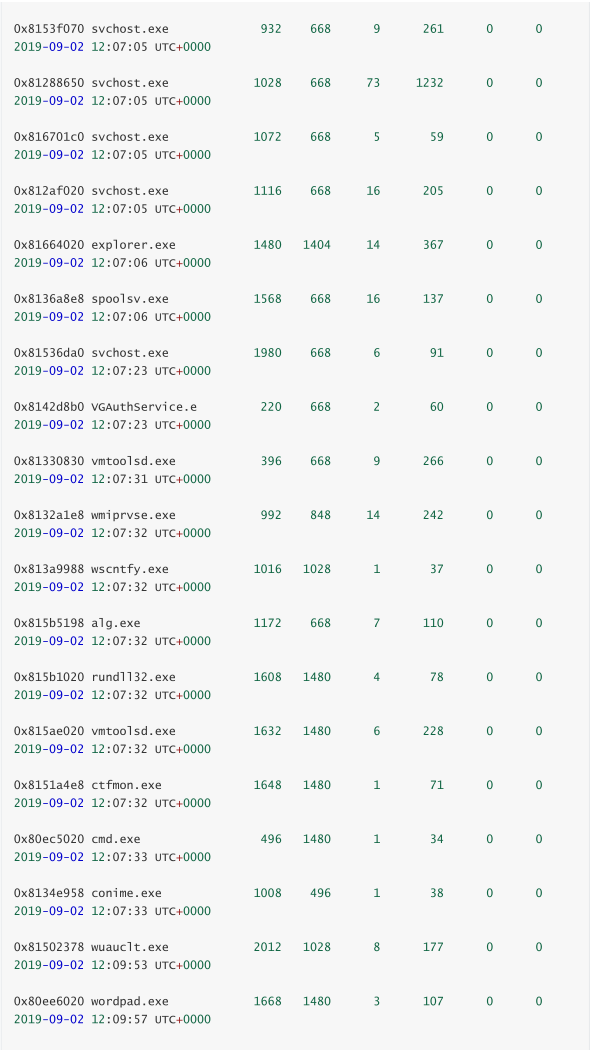 0x8153f070 svchost.exe 932 668 9 261 0 0
2019-09-02 12:07:05 UTC+0000
0x81288650 svchost.exe 1028 668 73 1232 0 0
2019-09-02 12:07:05 UTC+0000
0x816701c0 svchost.exe 1072 668 5 59 0 0
2019-09-02 12:07:05 UTC+0000
0x812af020 svchost.exe 1116 668 16 205 0 0
2019-09-02 12:07:05 UTC+0000
0x81664020 explorer.exe 1480 1404 14 367 0 0
2019-09-02 12:07:06 UTC+0000
0x8136a8e8 spoolsv.exe 1568 668 16 137 0 0
2019-09-02 12:07:06 UTC+0000
0x81536da0 svchost.exe 1980 668 6 91 0 0
2019-09-02 12:07:23 UTC+0000
0x8142d8b0 VGAuthService.e 220 668 2 60 0 0
2019-09-02 12:07:23 UTC+0000
0x81330830 vmtoolsd.exe 396 668 9 266 0 0
2019-09-02 12:07:31 UTC+0000
0x8132a1e8 wmiprvse.exe 992 848 14 242 0 0
2019-09-02 12:07:32 UTC+0000
0x813a9988 wscntfy.exe 1016 1028 1 37 0 0
2019-09-02 12:07:32 UTC+0000
0x815b5198 alg.exe 1172 668 7 110 0 0
2019-09-02 12:07:32 UTC+0000
0x815b1020 rundll32.exe 1608 1480 4 78 0 0
2019-09-02 12:07:32 UTC+0000
0x815ae020 vmtoolsd.exe 1632 1480 6 228 0 0
2019-09-02 12:07:32 UTC+0000
0x8151a4e8 ctfmon.exe 1648 1480 1 71 0 0
2019-09-02 12:07:32 UTC+0000
0x80ec5020 cmd.exe 496 1480 1 34 0 0
2019-09-02 12:07:33 UTC+0000
0x8134e958 conime.exe 1008 496 1 38 0 0
2019-09-02 12:07:33 UTC+0000
0x81502378 wuauclt.exe 2012 1028 8 177 0 0
2019-09-02 12:09:53 UTC+0000
0x80ee6020 wordpad.exe 1668 1480 3 107 0 0
2019-09-02 12:09:57 UTC+0000